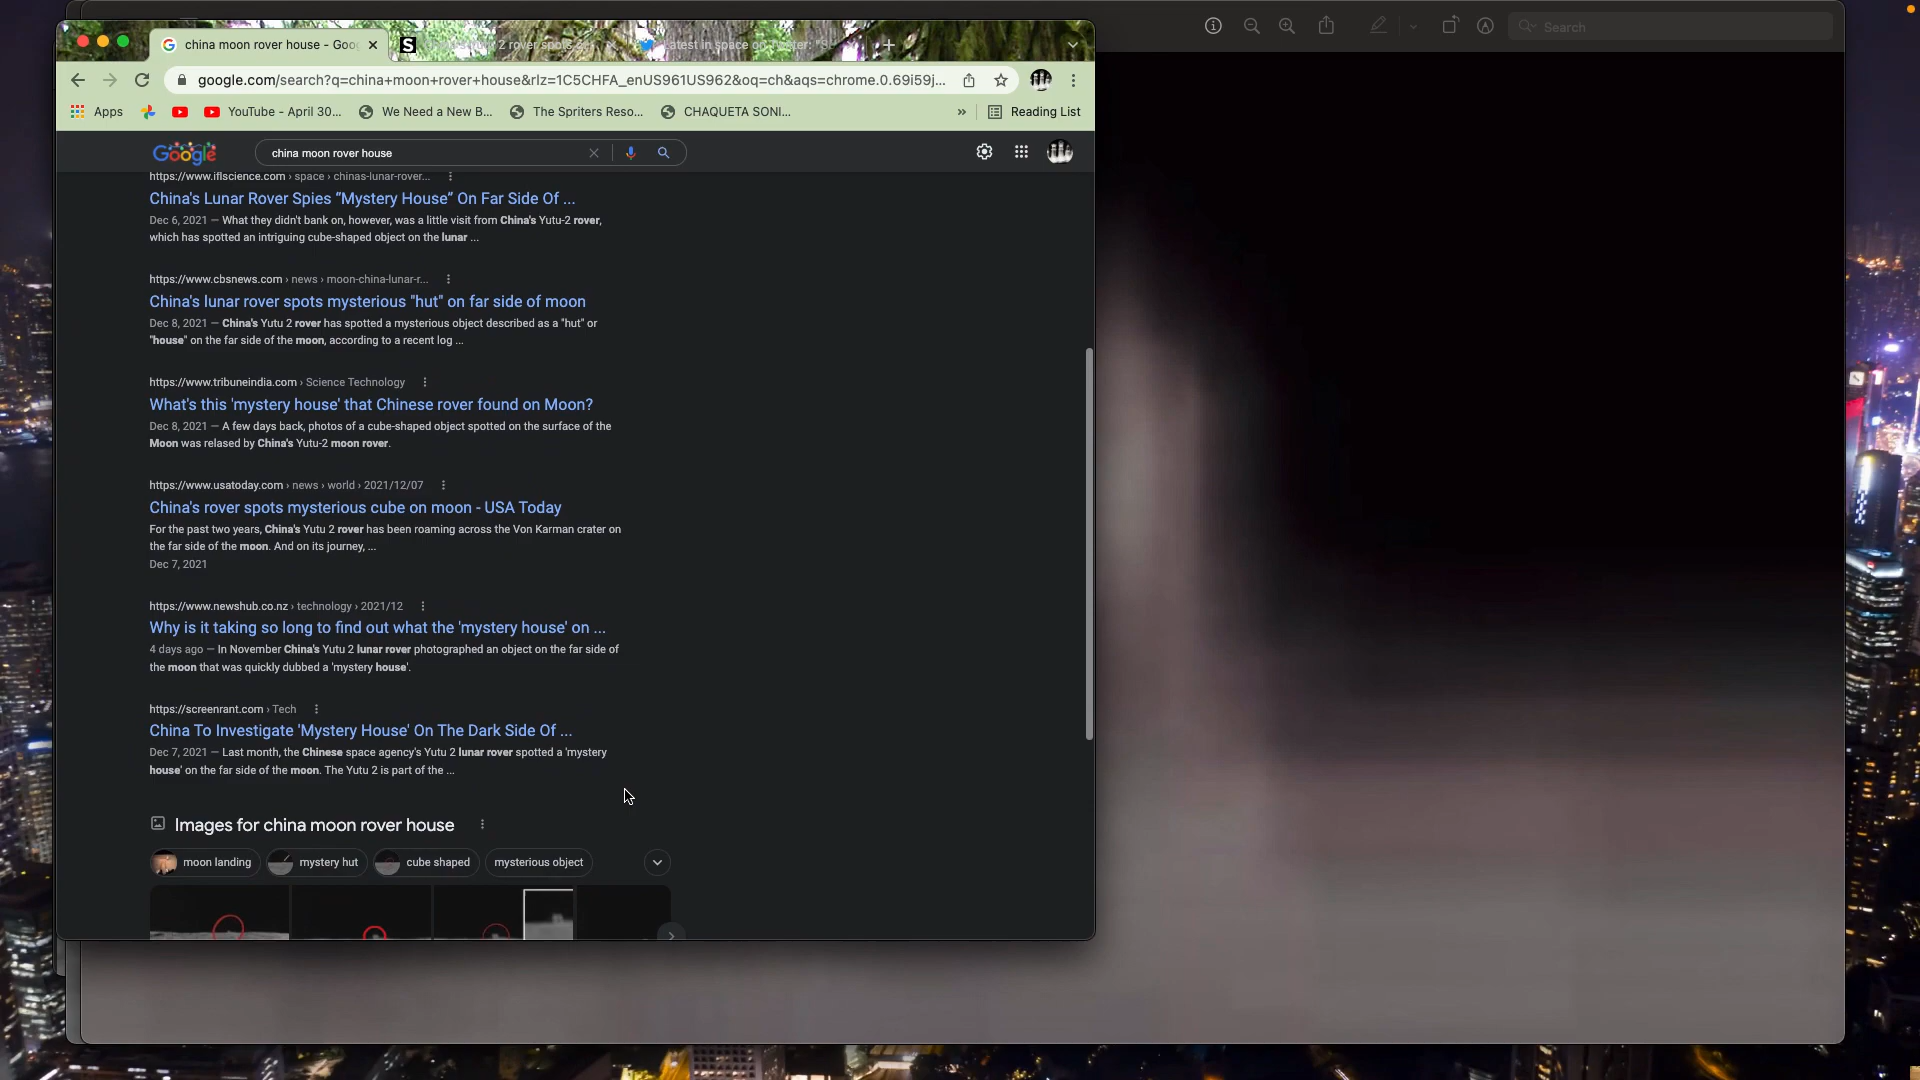 china moon rover house - Goo
Search
google.com/search?q=china+moon+rover+house&rlz=1C5CHFA_enUS961US962&oq=ch&aqs=chrome.0.69i59j...
Apps
YouTube - April 30...
We Need a New B...
The Spriters Reso...
CHAQUETA SONI...
»
Reading List
Google
china moon rover house
https://www.iflscience.com › space › chinas-lunar-rover...
China's Lunar Rover Spies “Mystery House” On Far Side Of ...
Dec 6, 2021 — What they didn't bank on, however, was a little visit from China's Yutu-2 rover,
which has spotted an intriguing cube-shaped object on the lunar ...
https://www.cbsnews.com › news › moon-china-lunar-r...
China's lunar rover spots mysterious "hut" on far side of moon
Dec 8, 2021 — China's Yutu 2 rover has spotted a mysterious object described as a "hut" or
"house" on the far side of the moon, according to a recent log ...
https://www.tribuneindia.com › Science Technology
What's this 'mystery house' that Chinese rover found on Moon?
Dec 8, 2021 — A few days back, photos of a cube-shaped object spotted on the surface of the
Moon was relased by China's Yutu-2 moon rover.
https://www.usatoday.com › news › world › 2021/12/07
China's rover spots mysterious cube on moon - USA Today
For the past two years, China's Yutu 2 rover has been roaming across the Von Karman crater on
the far side of the moon. And on its journey, ...
Dec 7, 2021
https://www.newshub.co.nz › technology › 2021/12
Why is it taking so long to find out what the 'mystery house' on ...
4 days ago — In November China's Yutu 2 lunar rover photographed an object on the far side of
the moon that was quickly dubbed a 'mystery house'.
https://screenrant.com › Tech
China To Investigate 'Mystery House' On The Dark Side Of ...
Dec 7, 2021 — Last month, the Chinese space agency's Yutu 2 lunar rover spotted a 'mystery
house' on the far side of the moon. The Yutu 2 is part of the ...
Images for china moon rover house
moon landing
mystery hut
cube shaped
mysterious object